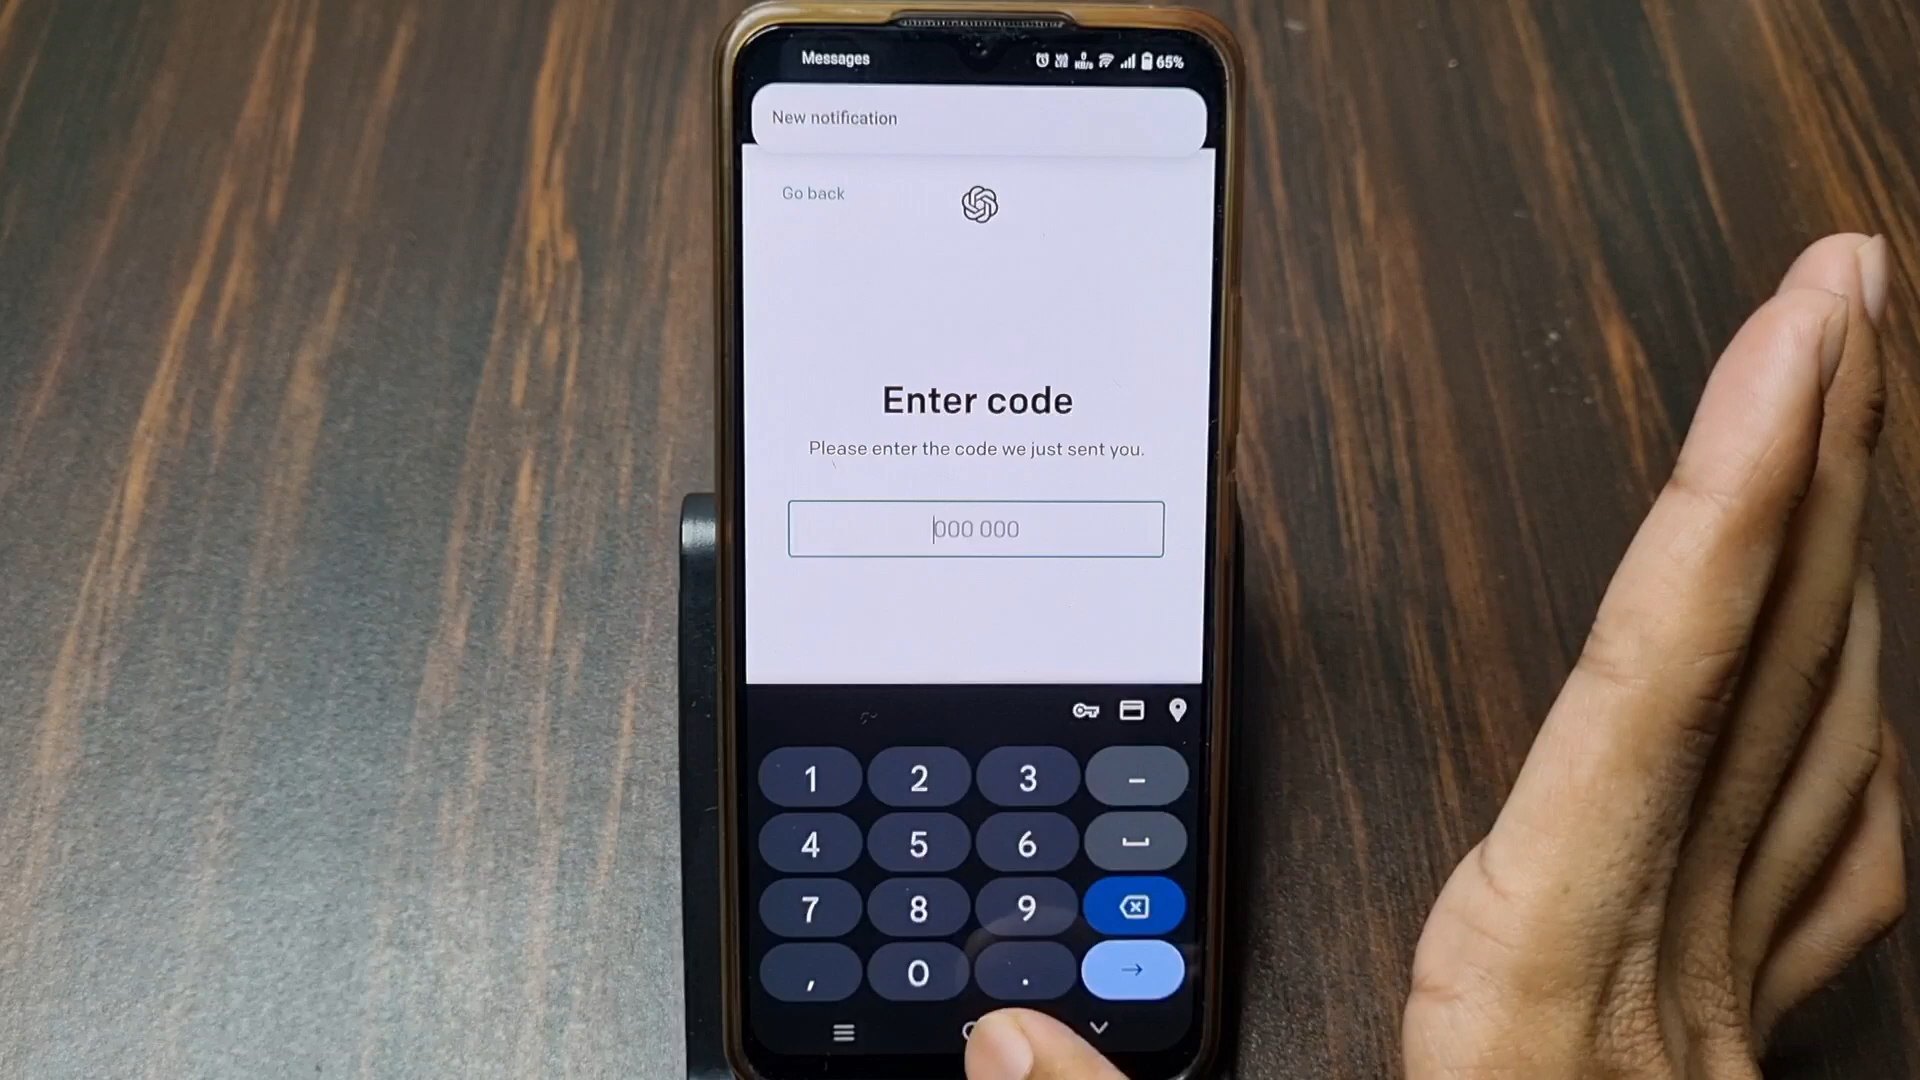 Messages
65%
New notification
Go back
Enter code
Please enter the code we just sent you.
000 000
1 2 3 –
4 5 6
7 8 9
, 0 .